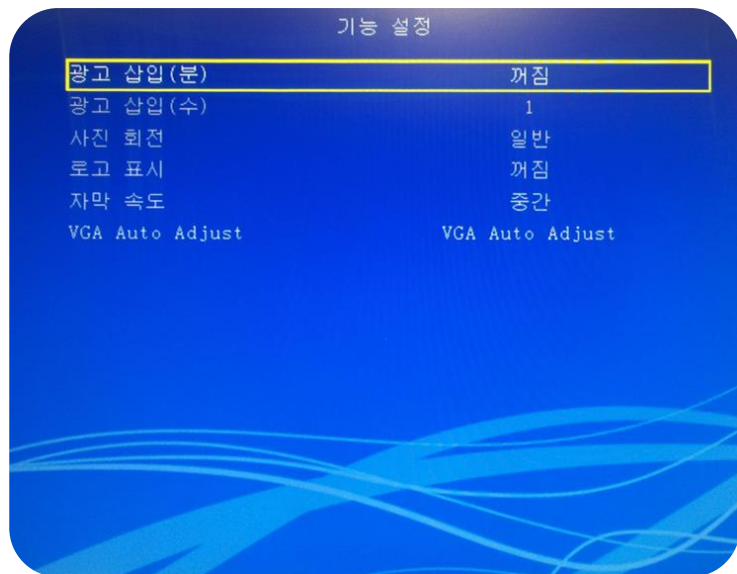 기능 설정
광고 삽입(분) 꺼짐
광고 삽입(수) 1
사진 회전 일반
로고 표시 꺼짐
자막 속도 중간
VGA Auto Adjust VGA Auto Adjust